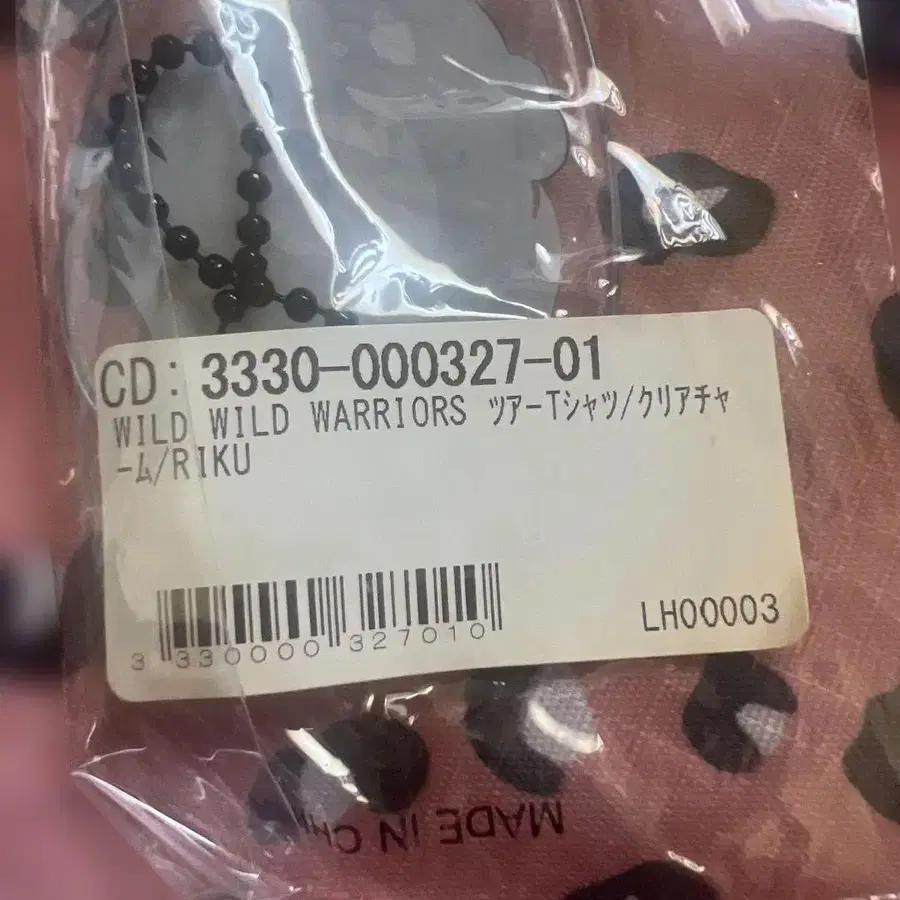 CD: 3330-000327-01
WILD WILD WARRIORS ツアーTシャツ/クリアチャ
ーム/RIKU
3 330000 327010
LH00003
MADE IN CHI